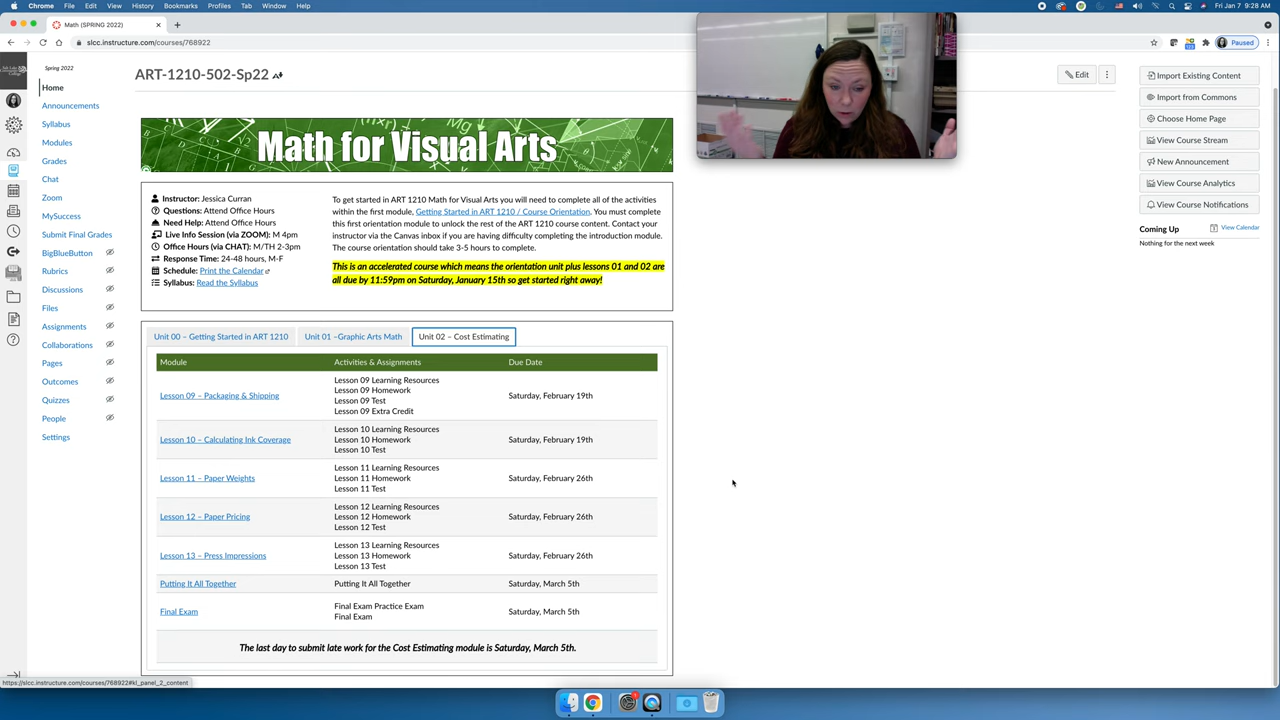 Chrome File Edit View History Bookmarks Profiles Tab Window Help
Fri Jan 7 9:28 AM
Math (SPRING 2022)
slcc.instructure.com/courses/768922
Paused
Spring 2022
Home
Announcements
Syllabus
Modules
Grades
Chat
Zoom
MySuccess
Submit Final Grades
BigBlueButton
Rubrics
Discussions
Files
Assignments
Collaborations
Pages
Outcomes
Quizzes
People
Settings
ART-1210-502-Sp22
Edit
Math for Visual Arts
Instructor: Jessica Curran
Questions: Attend Office Hours
Need Help: Attend Office Hours
Live Info Session (via ZOOM): M 4pm
Office Hours (via CHAT): M/TH 2-3pm
Response Time: 24-48 hours, M-F
Schedule: Print the Calendar
Syllabus: Read the Syllabus
To get started in ART 1210 Math for Visual Arts you will need to complete all of the activities
within the first module, Getting Started in ART 1210 / Course Orientation. You must complete
this first orientation module to unlock the rest of the ART 1210 course content. Contact your
instructor via the Canvas inbox if you are having difficulty completing the introduction module.
The course orientation should take 3-5 hours to complete.
This is an accelerated course which means the orientation unit plus lessons 01 and 02 are
all due by 11:59pm on Saturday, January 15th so get started right away!
Unit 00 – Getting Started in ART 1210 Unit 01 –Graphic Arts Math Unit 02 – Cost Estimating
Module Activities & Assignments Due Date
Lesson 09 – Packaging & Shipping
Lesson 09 Learning Resources
Lesson 09 Homework
Lesson 09 Test
Lesson 09 Extra Credit
Saturday, February 19th
Lesson 10 – Calculating Ink Coverage
Lesson 10 Learning Resources
Lesson 10 Homework
Lesson 10 Test
Saturday, February 19th
Lesson 11 – Paper Weights
Lesson 11 Learning Resources
Lesson 11 Homework
Lesson 11 Test
Saturday, February 26th
Lesson 12 – Paper Pricing
Lesson 12 Learning Resources
Lesson 12 Homework
Lesson 12 Test
Saturday, February 26th
Lesson 13 – Press Impressions
Lesson 13 Learning Resources
Lesson 13 Homework
Lesson 13 Test
Saturday, February 26th
Putting It All Together Putting It All Together Saturday, March 5th
Final Exam
Final Exam Practice Exam
Final Exam
Saturday, March 5th
The last day to submit late work for the Cost Estimating module is Saturday, March 5th.
Import Existing Content
Import from Commons
Choose Home Page
View Course Stream
New Announcement
View Course Analytics
View Course Notifications
Coming Up View Calendar
Nothing for the next week
https://slcc.instructure.com/courses/768922#kl_panel_2_content